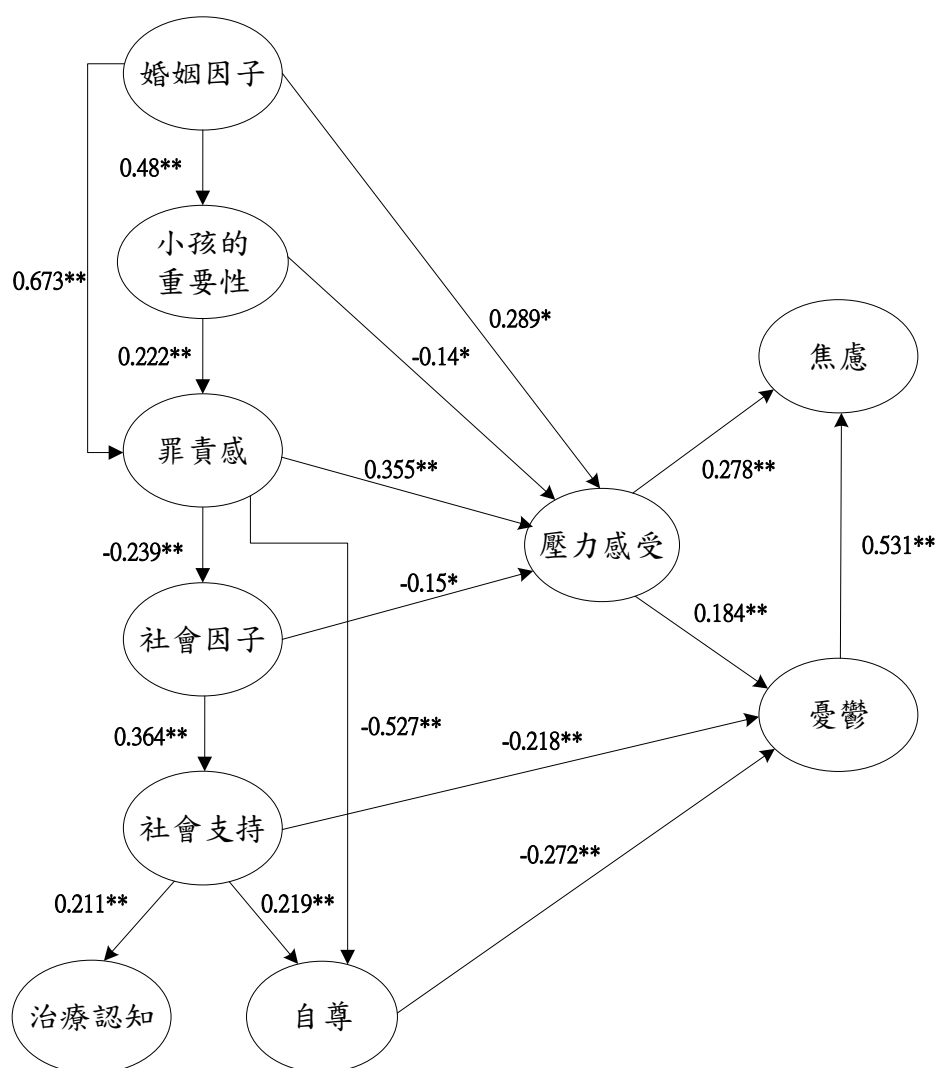 婚姻因子
0.48**
小孩的
重要性
0.673**
0.289*
-0.14*
0.222**
焦慮
罪責感
0.355**
0.278**
壓力感受
-0.239**
0.531**
-0.15*
0.184**
社會因子
憂鬱
0.364**
-0.527**
-0.218**
社會支持
-0.272**
0.211**
0.219**
治療認知
自尊